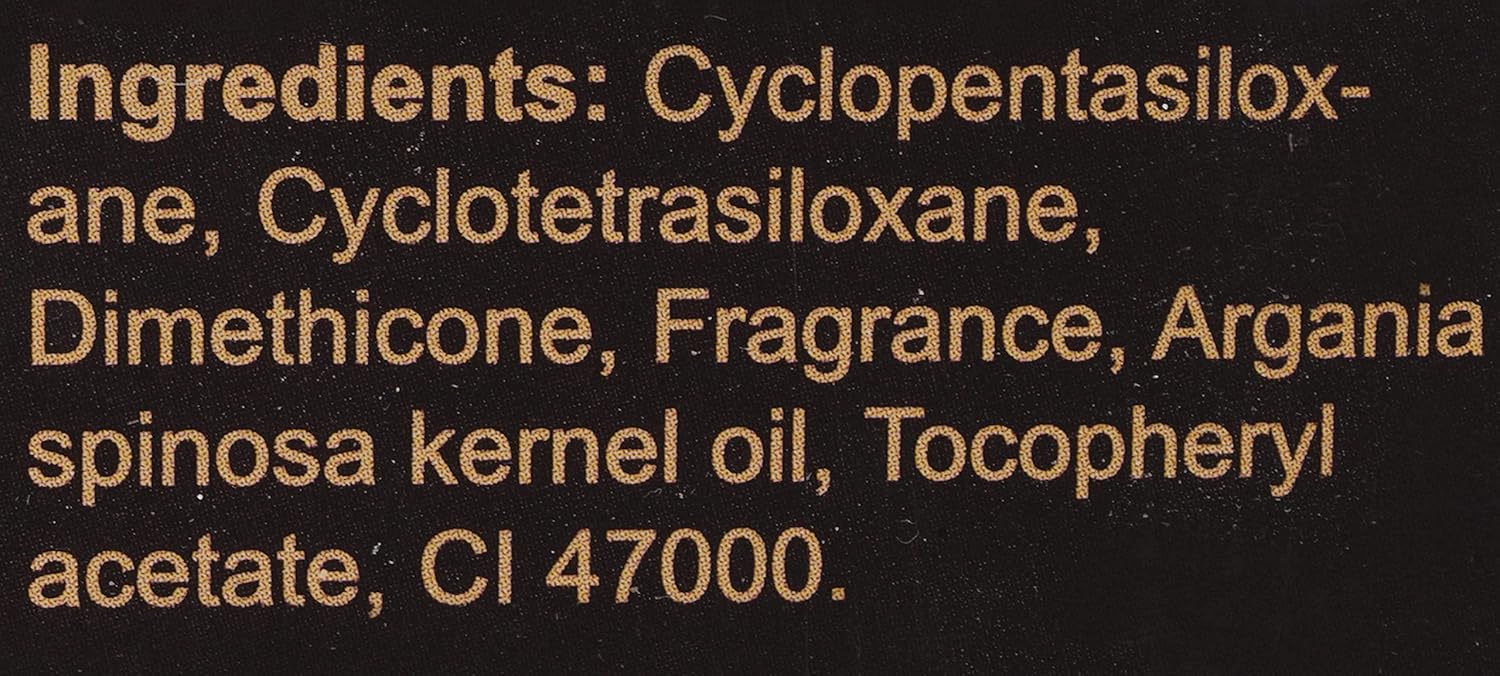 Ingredients: Cyclopentasilox-
ane, Cyclotetrasiloxane,
Dimethicone, Fragrance, Argania
spinosa kernel oil, Tocopheryl
acetate, CI 47000.